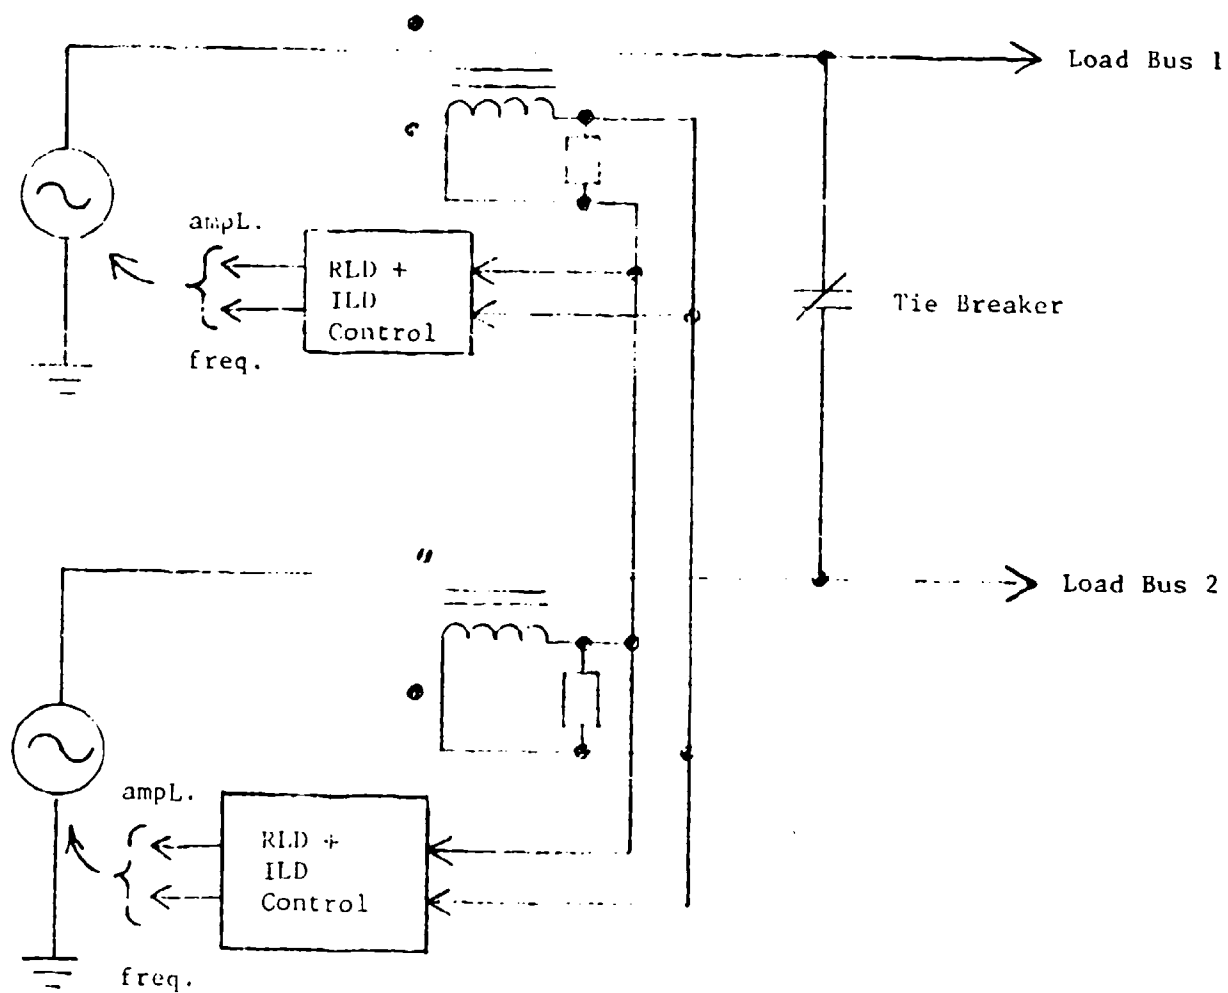 Load Bus 1
ampL.
RLD +
ILD
Control
freq.
Tie Breaker
Load Bus 2
ampL.
RLD +
ILD
Control
freq.